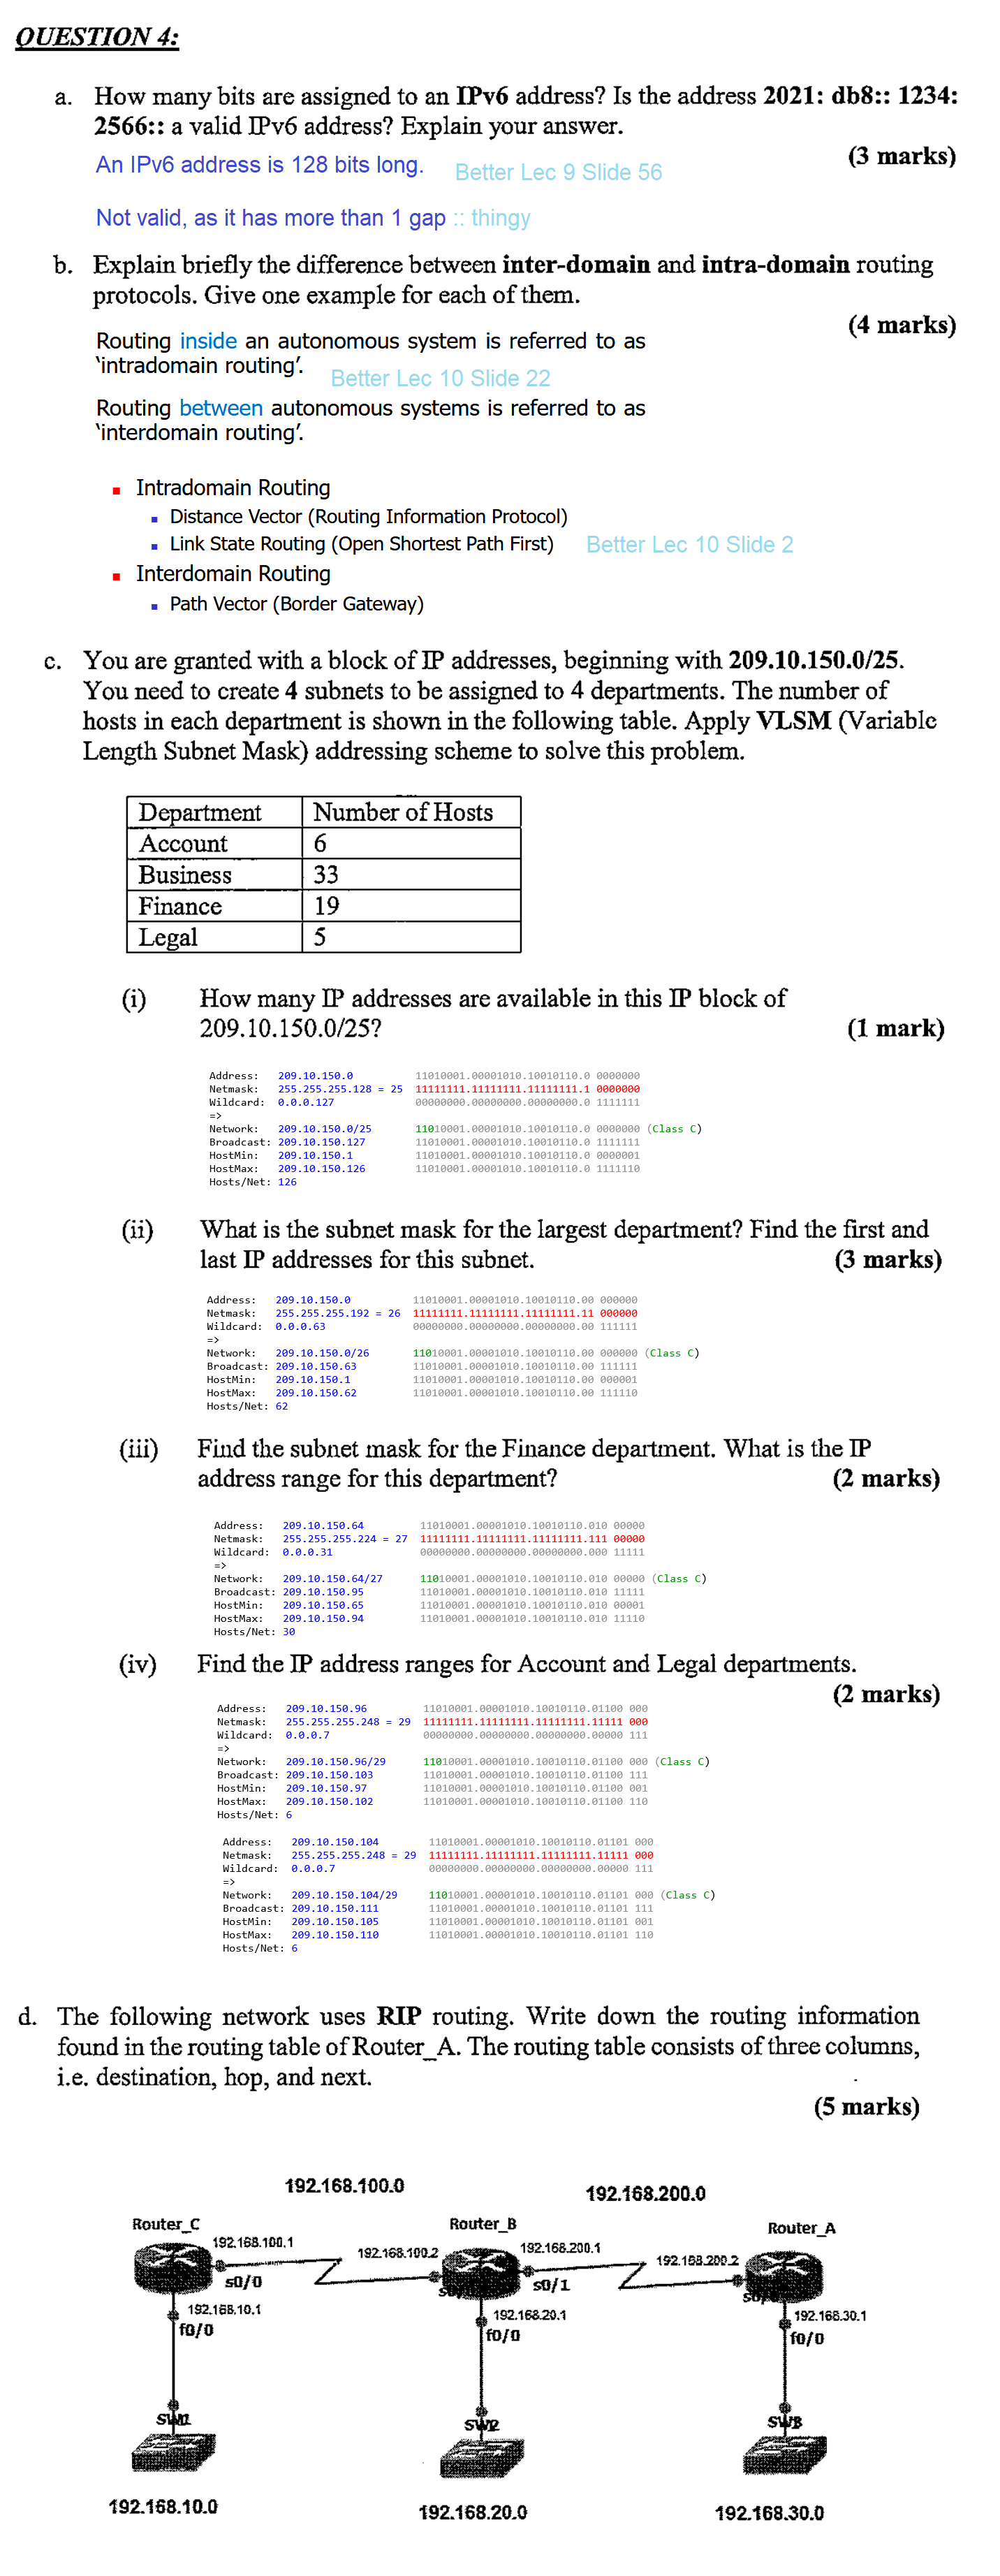 QUESTION 4:
a. How many bits are assigned to an IPv6 address? Is the address 2021: db8:: 1234:
2566:: a valid IPv6 address? Explain your answer.
(3 marks)
An IPv6 address is 128 bits long. Better Lec 9 Slide 56
Not valid, as it has more than 1 gap :: thingy
b. Explain briefly the difference between inter-domain and intra-domain routing
protocols. Give one example for each of them.
(4 marks)
Routing inside an autonomous system is referred to as
‘intradomain routing’.
Better Lec 10 Slide 22
Routing between autonomous systems is referred to as
‘interdomain routing’.
▪ Intradomain Routing
▪ Distance Vector (Routing Information Protocol)
▪ Link State Routing (Open Shortest Path First) Better Lec 10 Slide 2
▪ Interdomain Routing
▪ Path Vector (Border Gateway)
c. You are granted with a block of IP addresses, beginning with 209.10.150.0/25.
You need to create 4 subnets to be assigned to 4 departments. The number of
hosts in each department is shown in the following table. Apply VLSM (Variable
Length Subnet Mask) addressing scheme to solve this problem.
Department Number of Hosts
Account 6
Business 33
Finance 19
Legal 5
(i) How many IP addresses are available in this IP block of
209.10.150.0/25?
(1 mark)
Address: 209.10.150.0 11010001.00001010.10010110.0 0000000
Netmask: 255.255.255.128 = 25 11111111.11111111.11111111.1 0000000
Wildcard: 0.0.0.127 00000000.00000000.00000000.0 1111111
=>
Network: 209.10.150.0/25 11010001.00001010.10010110.0 0000000 (Class C)
Broadcast: 209.10.150.127 11010001.00001010.10010110.0 1111111
HostMin: 209.10.150.1 11010001.00001010.10010110.0 0000001
HostMax: 209.10.150.126 11010001.00001010.10010110.0 1111110
Hosts/Net: 126
(ii) What is the subnet mask for the largest department? Find the first and
last IP addresses for this subnet. (3 marks)
Address: 209.10.150.0 11010001.00001010.10010110.00 000000
Netmask: 255.255.255.192 = 26 11111111.11111111.11111111.11 000000
Wildcard: 0.0.0.63 00000000.00000000.00000000.00 111111
=>
Network: 209.10.150.0/26 11010001.00001010.10010110.00 000000 (Class C)
Broadcast: 209.10.150.63 11010001.00001010.10010110.00 111111
HostMin: 209.10.150.1 11010001.00001010.10010110.00 000001
HostMax: 209.10.150.62 11010001.00001010.10010110.00 111110
Hosts/Net: 62
(iii) Find the subnet mask for the Finance department. What is the IP
address range for this department? (2 marks)
Address: 209.10.150.64 11010001.00001010.10010110.010 00000
Netmask: 255.255.255.224 = 27 11111111.11111111.11111111.111 00000
Wildcard: 0.0.0.31 00000000.00000000.00000000.000 11111
=>
Network: 209.10.150.64/27 11010001.00001010.10010110.010 00000 (Class C)
Broadcast: 209.10.150.95 11010001.00001010.10010110.010 11111
HostMin: 209.10.150.65 11010001.00001010.10010110.010 00001
HostMax: 209.10.150.94 11010001.00001010.10010110.010 11110
Hosts/Net: 30
(iv) Find the IP address ranges for Account and Legal departments.
(2 marks)
Address: 209.10.150.96 11010001.00001010.10010110.01100 000
Netmask: 255.255.255.248 = 29 11111111.11111111.11111111.11111 000
Wildcard: 0.0.0.7 00000000.00000000.00000000.00000 111
=>
Network: 209.10.150.96/29 11010001.00001010.10010110.01100 000 (Class C)
Broadcast: 209.10.150.103 11010001.00001010.10010110.01100 111
HostMin: 209.10.150.97 11010001.00001010.10010110.01100 001
HostMax: 209.10.150.102 11010001.00001010.10010110.01100 110
Hosts/Net: 6
Address: 209.10.150.104 11010001.00001010.10010110.01101 000
Netmask: 255.255.255.248 = 29 11111111.11111111.11111111.11111 000
Wildcard: 0.0.0.7 00000000.00000000.00000000.00000 111
=>
Network: 209.10.150.104/29 11010001.00001010.10010110.01101 000 (Class C)
Broadcast: 209.10.150.111 11010001.00001010.10010110.01101 111
HostMin: 209.10.150.105 11010001.00001010.10010110.01101 001
HostMax: 209.10.150.110 11010001.00001010.10010110.01101 110
Hosts/Net: 6
d. The following network uses RIP routing. Write down the routing information
found in the routing table of Router_A. The routing table consists of three columns,
i.e. destination, hop, and next.
(5 marks)
192.168.100.0 192.168.200.0
Router_C Router_B Router_A
192.168.100.1 192.168.100.2 192.168.200.1 192.168.200.2
s0/0 s0/1
192.168.10.1 192.168.20.1 192.168.30.1
f0/0 f0/0 f0/0
SW1 SW2 SW3
192.168.10.0 192.168.20.0 192.168.30.0